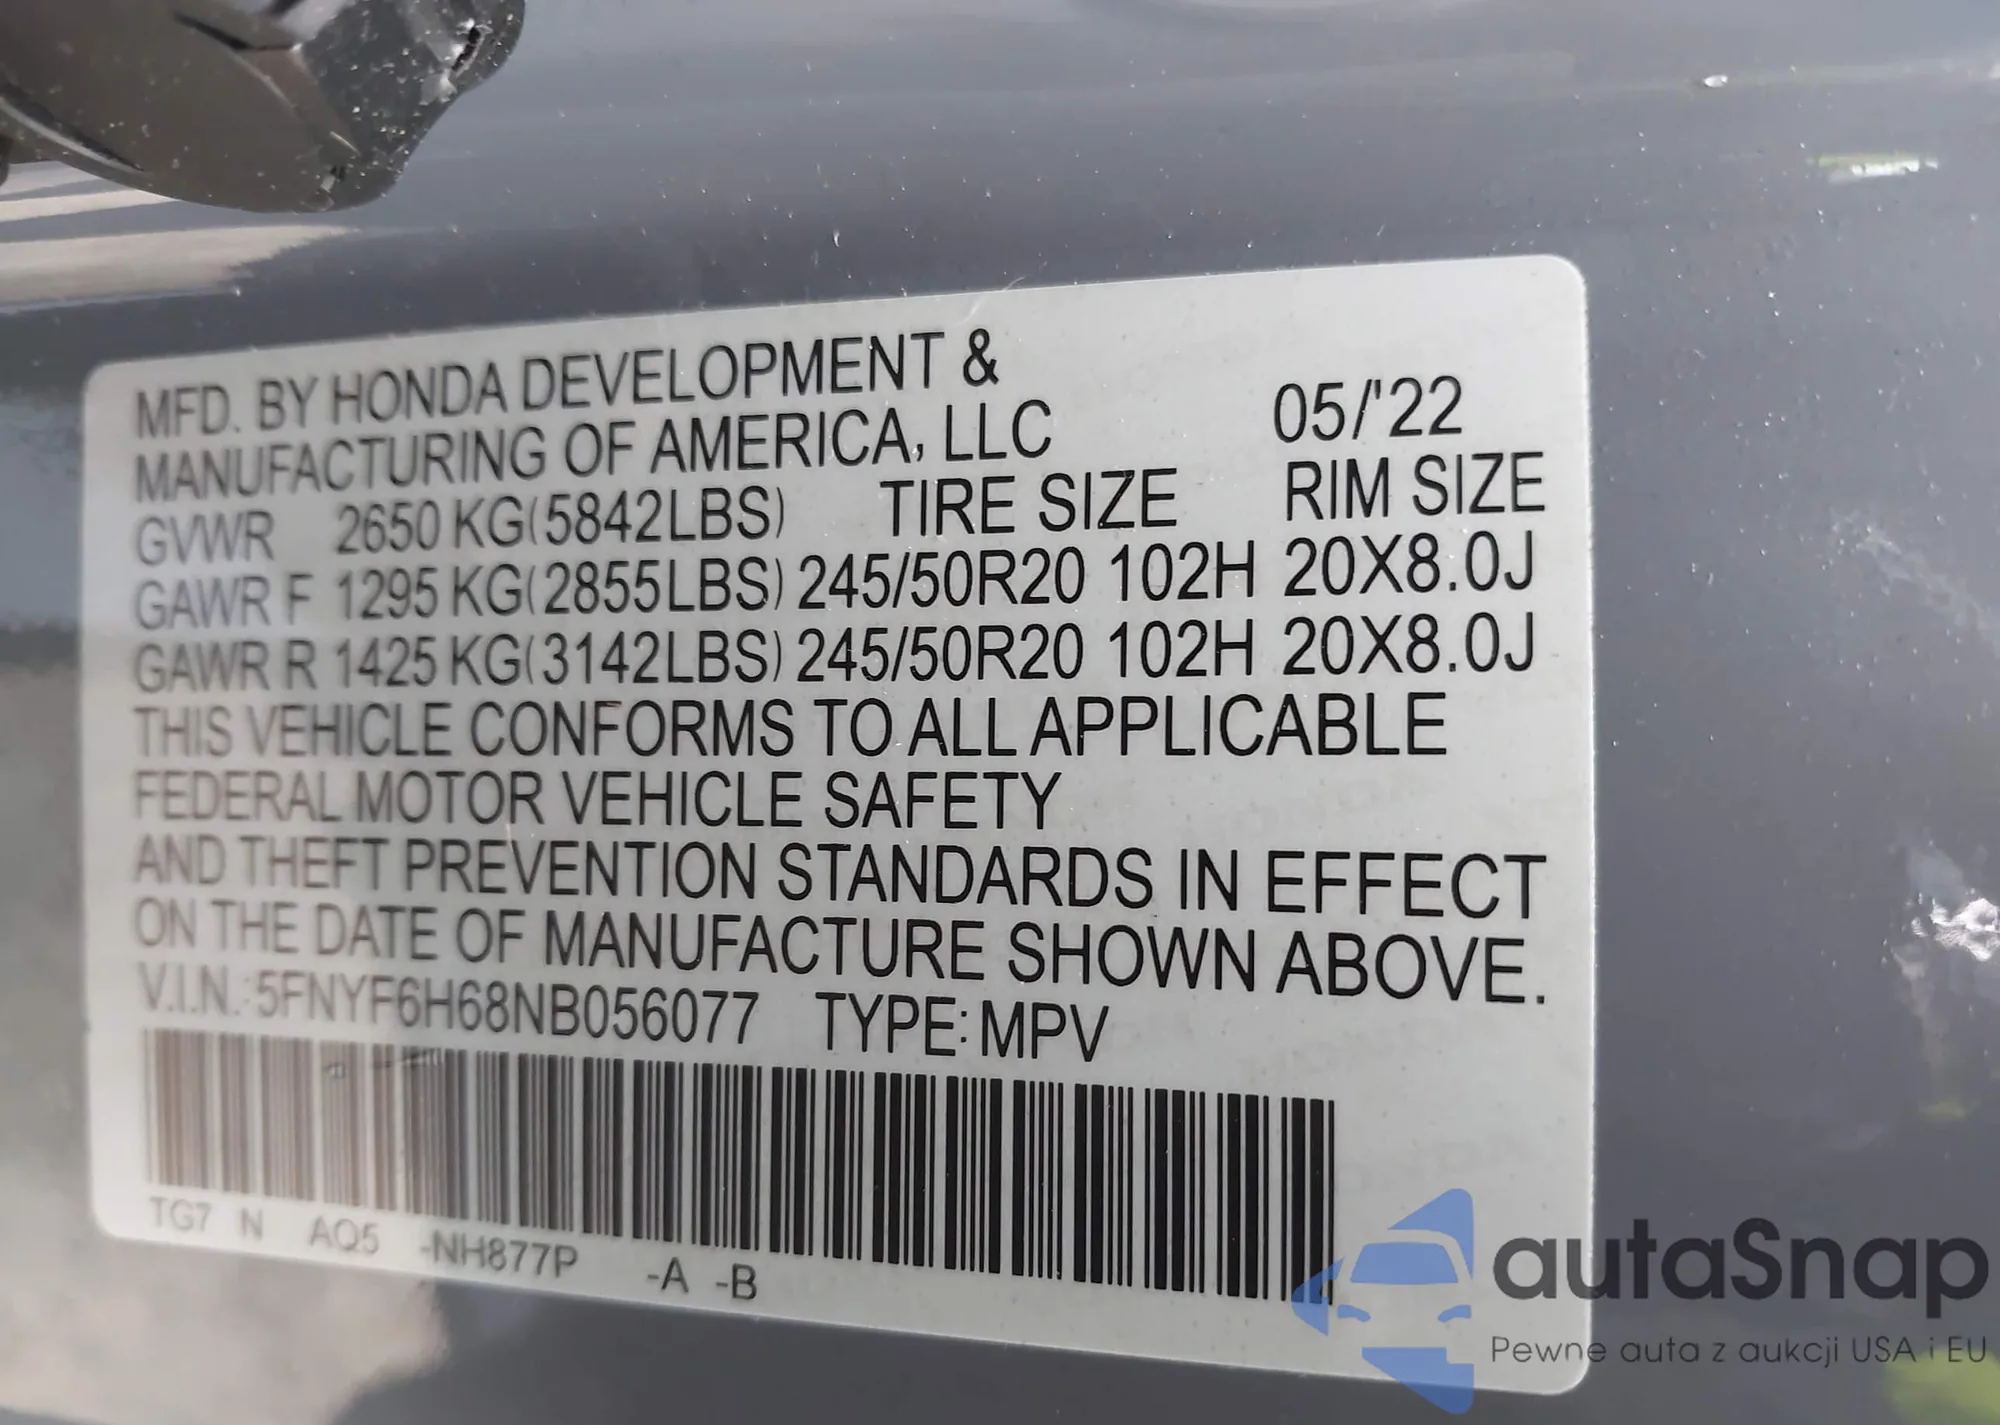 MFD. BY HONDA DEVELOPMENT &
MANUFACTURING OF AMERICA, LLC 05/'22
GVWR 2650 KG(5842LBS) TIRE SIZE RIM SIZE
GAWR F 1295 KG(2855LBS) 245/50R20 102H 20X8.0J
GAWR R 1425 KG(3142LBS) 245/50R20 102H 20X8.0J
THIS VEHICLE CONFORMS TO ALL APPLICABLE
FEDERAL MOTOR VEHICLE SAFETY
AND THEFT PREVENTION STANDARDS IN EFFECT
ON THE DATE OF MANUFACTURE SHOWN ABOVE.
V.I.N.:5FNYF6H68NB056077 TYPE:MPV
TG7 N AQ5 -NH877P -A -B
autaSnap
Pewne auta z aukcji USA i EU